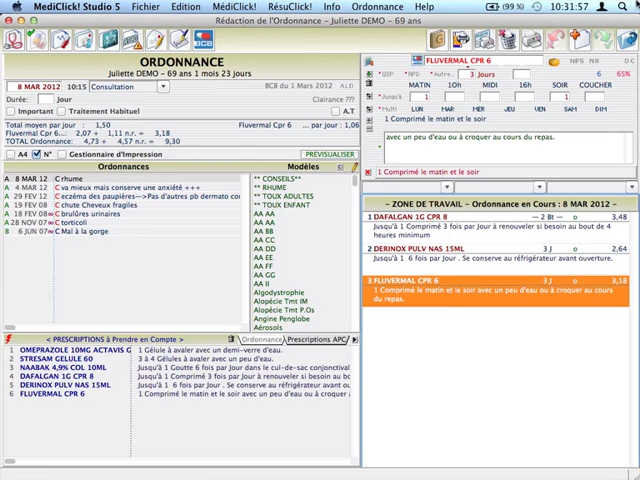 MediClick! Studio 5 Fichier Edition MédiClick! RésuClick! Info Ordonnance Help (99 %) 10:31:57
Rédaction de l'Ordonnance - Juliette DEMO - 69 ans
BCB
ORDONNANCE
Juliette DEMO - 69 ans 1 mois 23 jours
8 MAR 2012 10:15 Consultation BCB du 1 Mars 2012 ALD
Durée: Jour Clairance ???
Important Traitement Habituel A.T
Total moyen par jour : 1,50 Fluvermal Cpr 6 ... par jour : 1,06
Fluvermal Cpr 6...: 2,07 + 1,11 n.r. = 3,18
TOTAL Ordonnance: 4,73 + 4,57 n.r. = 9,30
A4 N° Gestionnaire d'Impression PRÉVISUALISER
Ordonnances
A 8 MAR 12 C rhume
A 4 MAR 12 C va mieux mais conserve une anxiété +++
A 29 FEV 12 C eczéma des paupières—>Pas d'autres pb dermato co
A 19 FEV 08 C chute Cheveux fragiles
A 18 FEV 08 ∞ C brulûres urinaires
A 28 NOV 07 ∞ C torticoli
B 6 JUN 07 ∞ C Mal à la gorge
Modèles C
** CONSEILS
** RHUME
** TOUX ADULTES
** TOUX ENFANT
AA AA
AA BB
AA CC
AA DD
AA EE
AA FF
AA GG
AA II
Algodystrophie
Alopécie Tmt IM
Alopécie Tmt P.Os
Angine Penglobe
Aérosols
< PRESCRIPTIONS à Prendre en Compte > Ordonnance Prescriptions APC
1 OMEPRAZOLE 10MG ACTAVIS G 1 Gélule à avaler avec un demi-verre d'eau.
2 STRESAM GELULE 60 3 à 4 Gélules à avaler avec un peu d'eau.
3 NAABAK 4,9% COL 10ML Jusqu'à 1 Goutte 6 fois par Jour dans le cul-de-sac conjonctival
4 DAFALGAN 1G CPR 8 Jusqu'à 1 Comprimé 3 fois par Jour à renouveler si besoin au bo
5 DERINOX PULV NAS 15ML Jusqu'à 1 6 fois par Jour . Se conserve au réfrigérateur avant ou
6 FLUVERMAL CPR 6 1 Comprimé le matin et le soir avec un peu d'eau ou à croquer a
FLUVERMAL CPR 6
QSP NPD Autre... 3 Jours NPS NR DC
6 65%
MATIN MIDI SOIR COUCHER
Jusqu'à 1 1
LUN MAR MER JEU VEN SAM DIM
1 Comprimé le matin et le soir
avec un peu d'eau ou à croquer au cours du repas.
1 Comprimé le matin et le soir
– ZONE DE TRAVAIL – Ordonnance en Cours : 8 MAR 2012 –
1 DAFALGAN 1G CPR 8 – 2 Bt – o 3,48
Jusqu'à 1 Comprimé 3 fois par Jour à renouveler si besoin au bout de 4
heures minimum
2 DERINOX PULV NAS 15ML 3 J o 2,64
Jusqu'à 1 6 fois par Jour . Se conserve au réfrigérateur avant ouverture.
3 FLUVERMAL CPR 6 3 J o 3,18
1 Comprimé le matin et le soir avec un peu d'eau ou à croquer au cours
du repas.